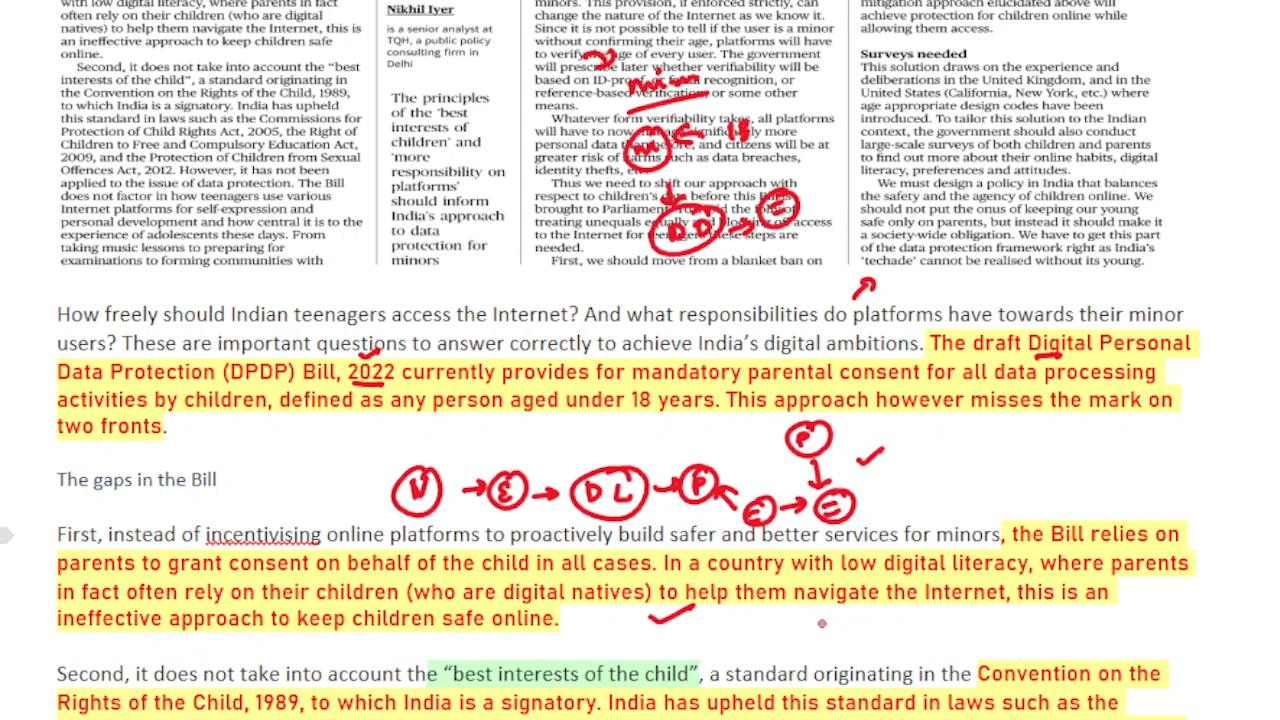 with low digital literacy, where parents in fact
often rely on their children (who are digital
natives) to help them navigate the Internet, this is
an ineffective approach to keep children safe
online.
Second, it does not take into account the “best
interests of the child”, a standard originating in
the Convention on the Rights of the Child, 1989,
to which India is a signatory. India has upheld
this standard in laws such as the Commissions for
Protection of Child Rights Act, 2005, the Right of
Children to Free and Compulsory Education Act,
2009, and the Protection of Children from Sexual
Offences Act, 2012. However, it has not been
applied to the issue of data protection. The Bill
does not factor in how teenagers use various
Internet platforms for self-expression and
personal development and how central it is to the
experience of adolescents these days. From
taking music lessons to preparing for
examinations to forming communities with
Nikhil Iyer
is a senior analyst at
TQH, a public policy
consulting firm in
Delhi
The principles
of the ‘best
interests of
children’ and
‘more
responsibility on
platforms’
should inform
India’s approach
to data
protection for
minors
minors. This provision, if enforced strictly, can
change the nature of the Internet as we know it.
Since it is not possible to tell if the user is a minor
without confirming their age, platforms will have
to verify age of every user. The government
will prescribe later whether verifiability will be
based on ID-proof, or facial recognition, or
reference-based verification, or some other
means.
Whatever form verifiability takes, all platforms
will have to now significantly more
personal data than before, and citizens will be at
greater risk of harms such as data breaches,
identity thefts,
Thus we need to shift our approach with
respect to children’s before this Bill is
brought to Parliament. the
treating unequals equally and blocking off access
to the Internet for teenagers, these steps are
needed.
First, we should move from a blanket ban on
mitigation approach elucidated above will
achieve protection for children online while
allowing them access.
Surveys needed
This solution draws on the experience and
deliberations in the United Kingdom, and in the
United States (California, New York, etc.) where
age appropriate design codes have been
introduced. To tailor this solution to the Indian
context, the government should also conduct
large-scale surveys of both children and parents
to find out more about their online habits, digital
literacy, preferences and attitudes.
We must design a policy in India that balances
the safety and the agency of children online. We
should not put the onus of keeping our young
safe only on parents, but instead it should make it
a society-wide obligation. We have to get this part
of the data protection framework right as India’s
‘techade’ cannot be realised without its young.
minor
m 18
D D
How freely should Indian teenagers access the Internet? And what responsibilities do platforms have towards their minor
users? These are important questions to answer correctly to achieve India’s digital ambitions. The draft Digital Personal
Data Protection (DPDP) Bill, 2022 currently provides for mandatory parental consent for all data processing
activities by children, defined as any person aged under 18 years. This approach however misses the mark on
two fronts.
The gaps in the Bill
D L P
P
First, instead of incentivising online platforms to proactively build safer and better services for minors, the Bill relies on
parents to grant consent on behalf of the child in all cases. In a country with low digital literacy, where parents
in fact often rely on their children (who are digital natives) to help them navigate the Internet, this is an
ineffective approach to keep children safe online.
Second, it does not take into account the “best interests of the child”, a standard originating in the Convention on the
Rights of the Child, 1989, to which India is a signatory. India has upheld this standard in laws such as the